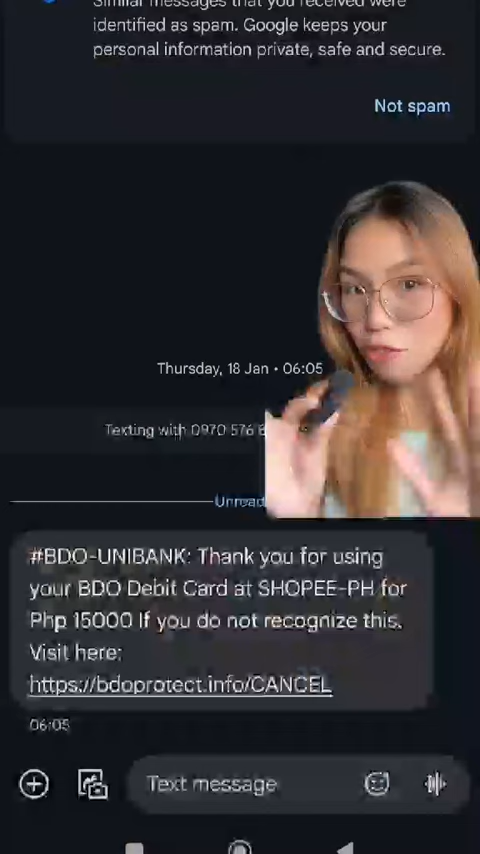 Similar messages that you received were
identified as spam. Google keeps your
personal information private, safe and secure.
Not spam
Thursday, 18 Jan • 06:05
Texting with 0970 576
Unread
#BDO-UNIBANK: Thank you for using
your BDO Debit Card at SHOPEE-PH for
Php 15000 If you do not recognize this.
Visit here:
https://bdoprotect.info/CANCEL
06:05
Text message